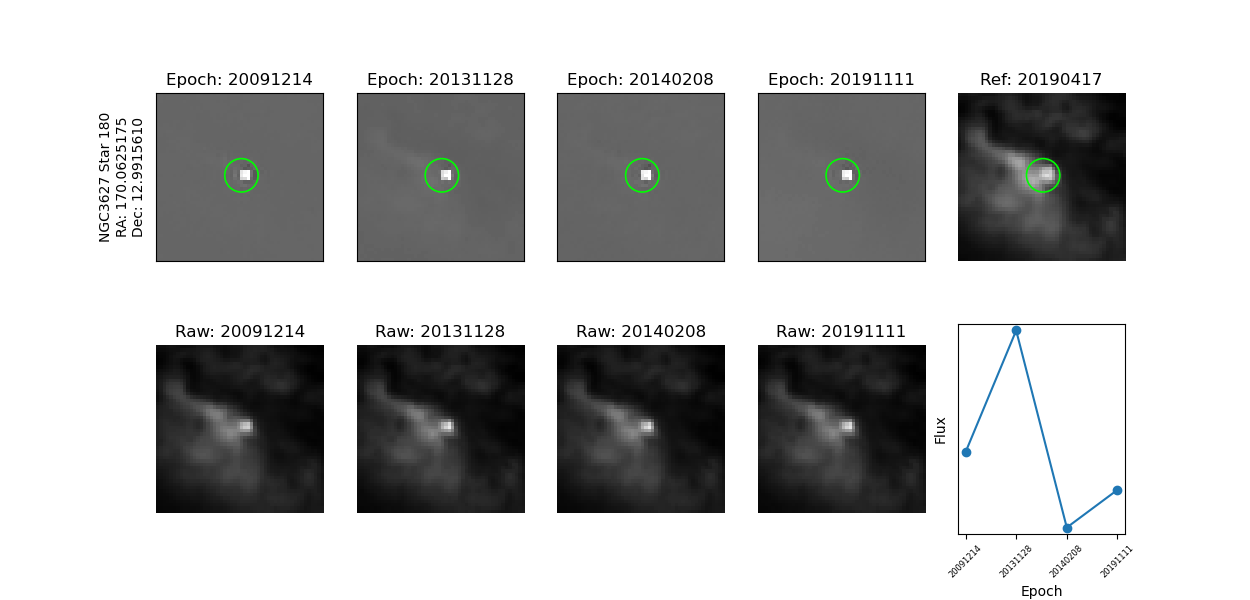 NGC3627 Star 180
RA: 170.0625175
Dec: 12.9915610
Epoch: 20091214
Epoch: 20131128
Epoch: 20140208
Epoch: 20191111
Ref: 20190417
Raw: 20091214
Raw: 20131128
Raw: 20140208
Raw: 20191111
Flux
20091214
20131128
20140208
20191111
Epoch